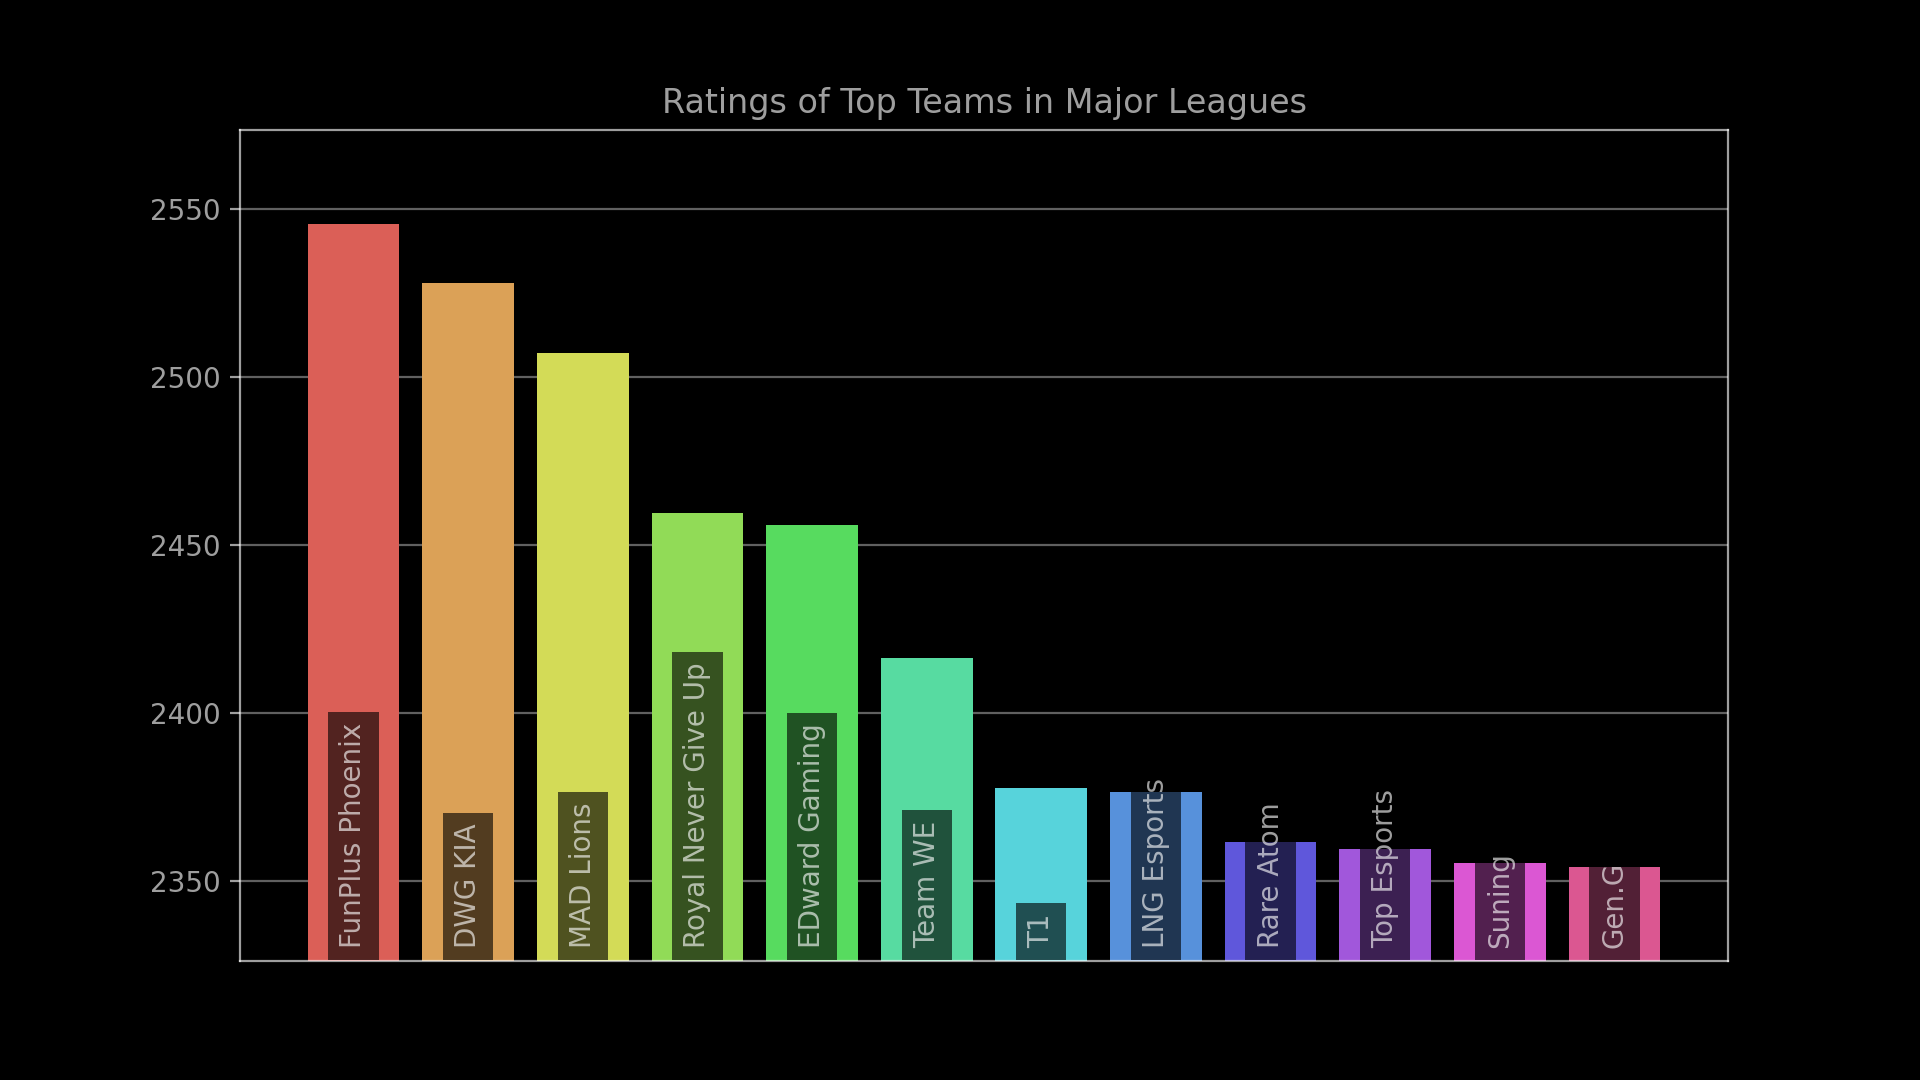 Ratings of Top Teams in Major Leagues
2550
2500
2450
2400
2350
FunPlus Phoenix
DWG KIA
MAD Lions
Royal Never Give Up
EDward Gaming
Team WE
T1
LNG Esports
Rare Atom
Top Esports
Suning
Gen.G